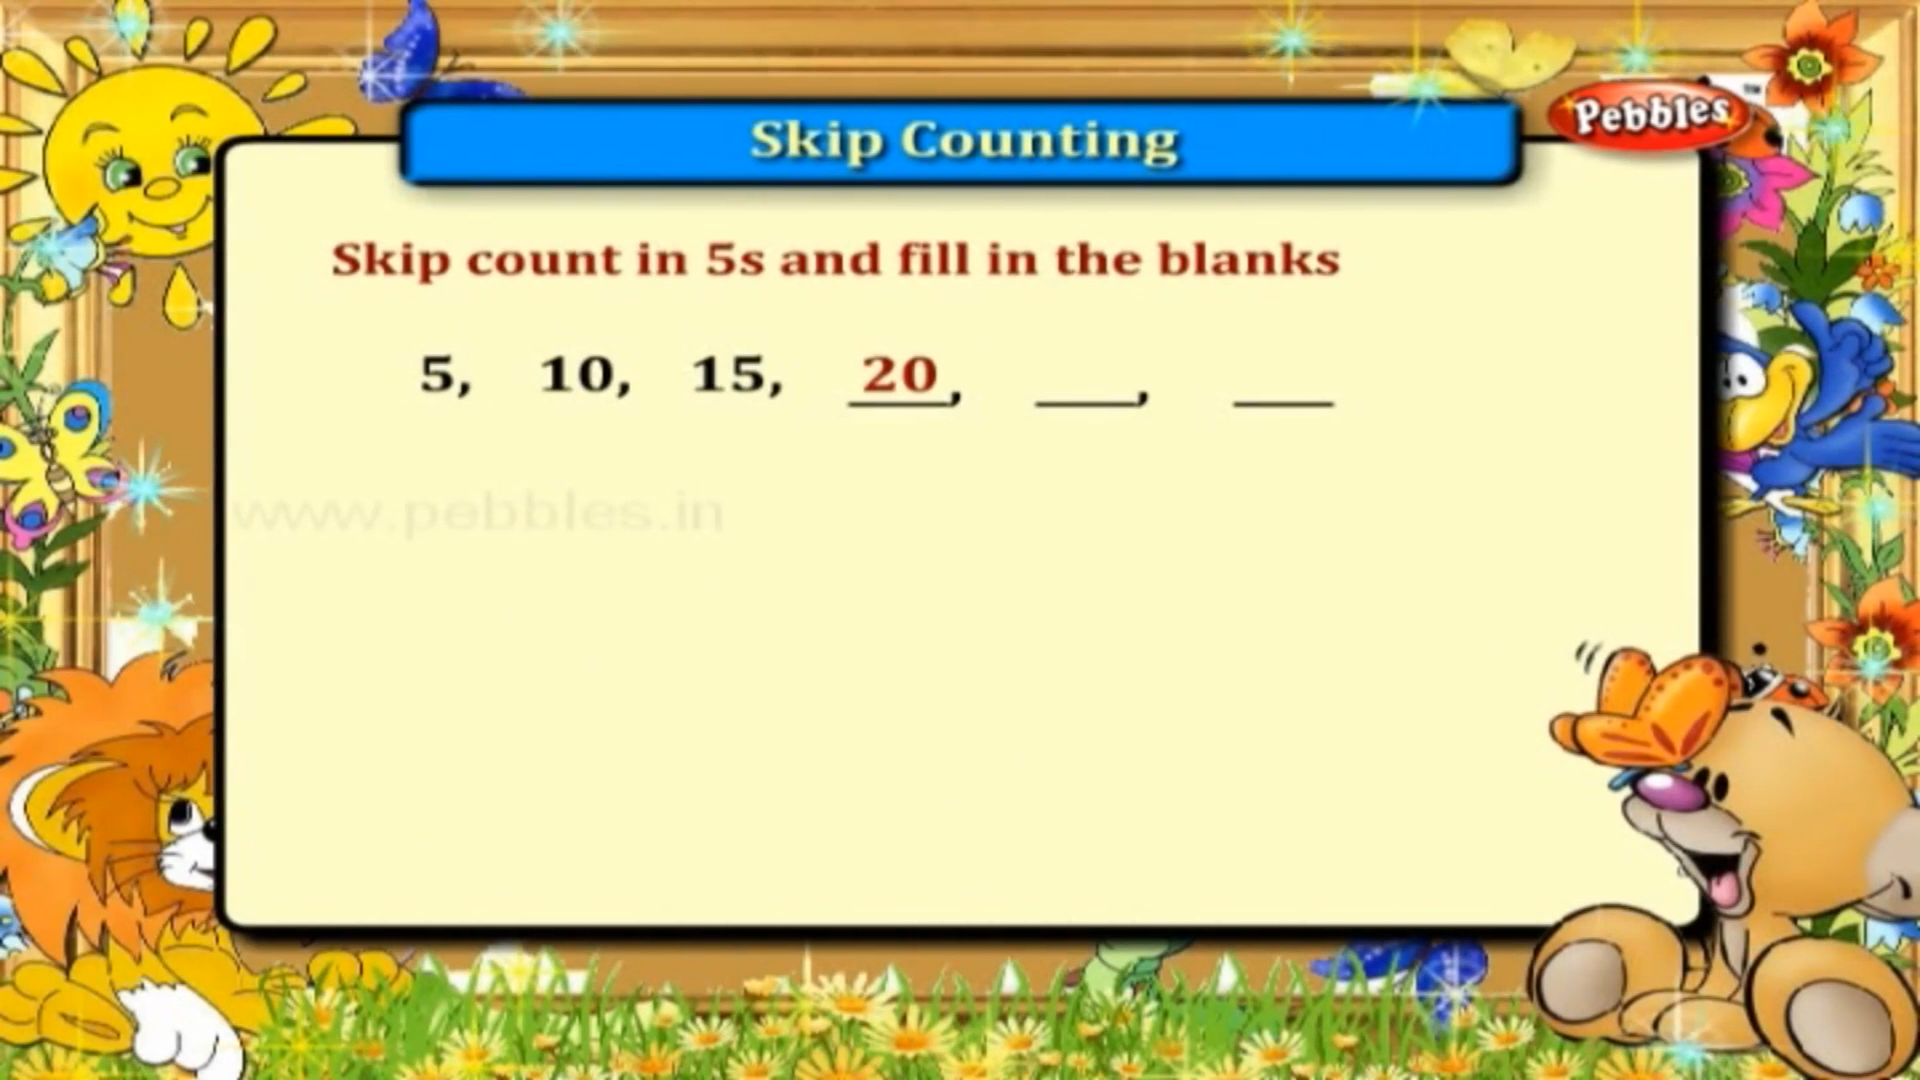 Skip Counting
Pebbles™
Skip count in 5s and fill in the blanks
5, 10, 15, 20, ___, ___
www.pebbles.in